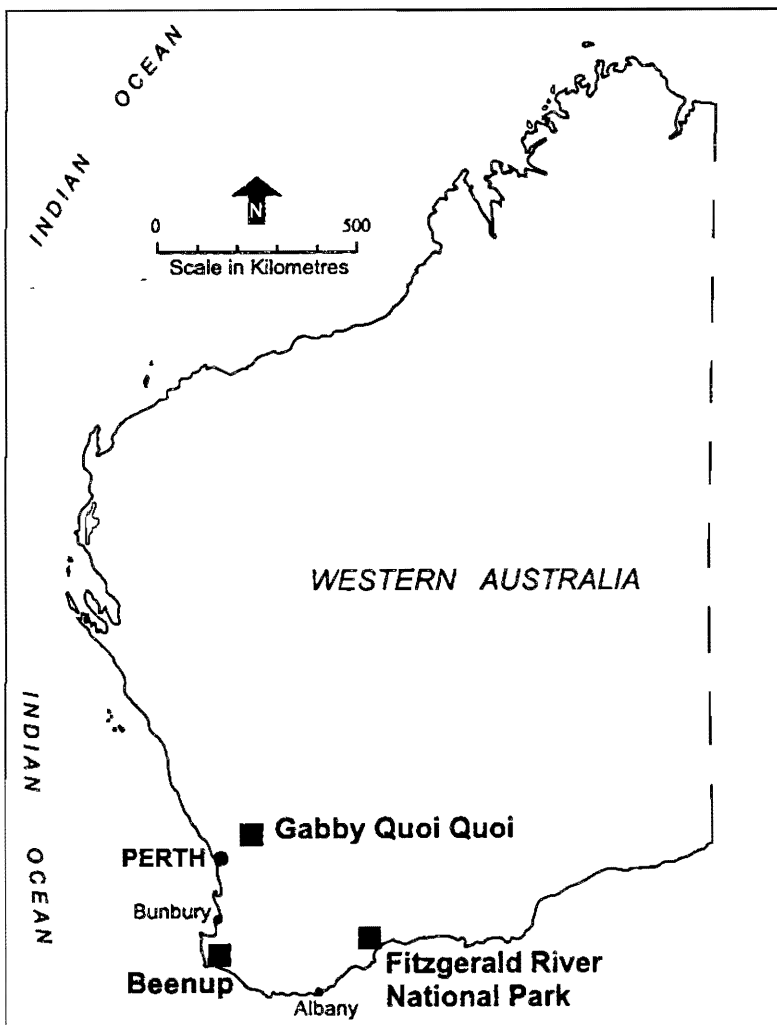 INDIAN OCEAN
N
0 500
Scale in Kilometres
WESTERN AUSTRALIA
INDIAN OCEAN
Gabby Quoi Quoi
PERTH
Bunbury
Beenup
Fitzgerald River
National Park
Albany